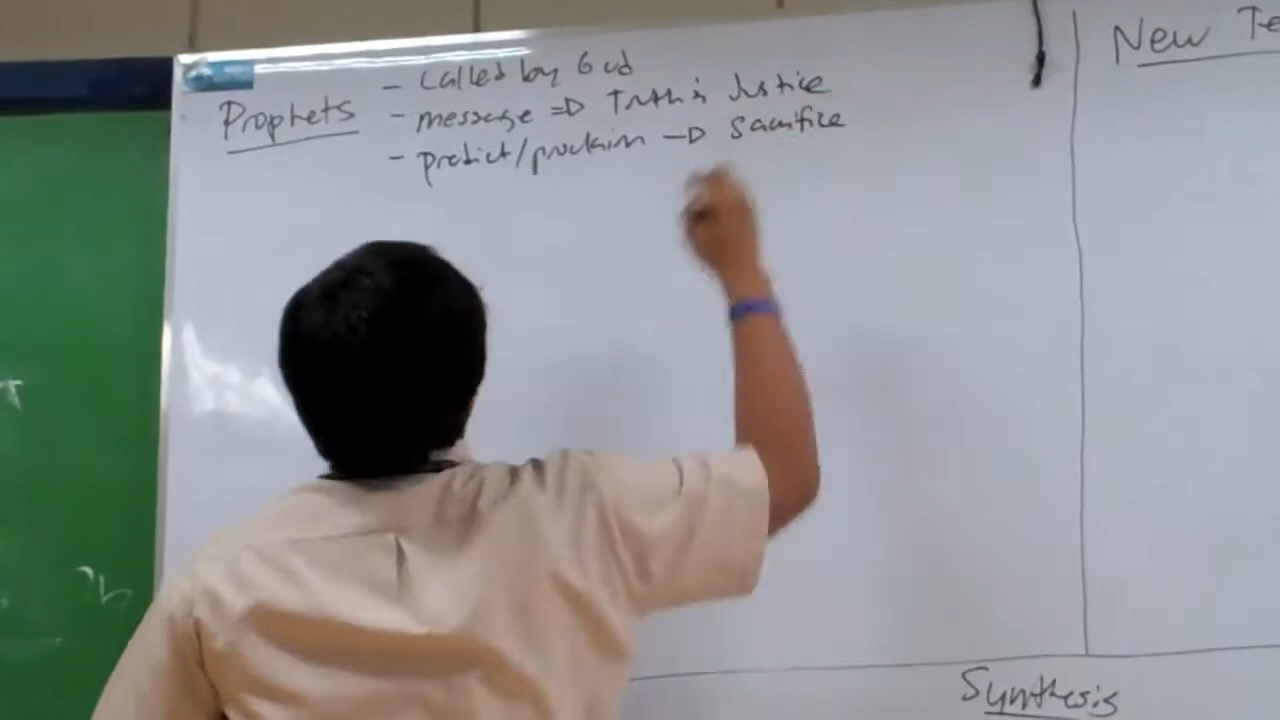 Prophets
- called by God
- message => Truth & Justice
- predict/proclaim -> Sacrifice
New Te
Synthesis